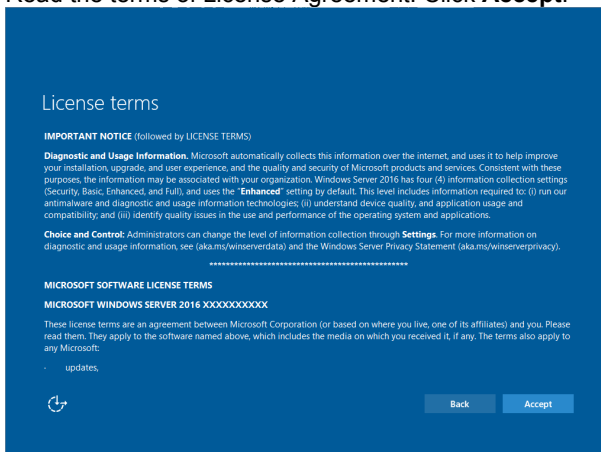 Read the terms of License Agreement. Click Accept.
License terms
IMPORTANT NOTICE (followed by LICENSE TERMS)
Diagnostic and Usage Information. Microsoft automatically collects this information over the internet, and uses it to help improve
your installation, upgrade, and user experience, and the quality and security of Microsoft products and services. Consistent with these
purposes, the information may be associated with your organization. Windows Server 2016 has four (4) information collection settings
(Security, Basic, Enhanced, and Full), and uses the “Enhanced” setting by default. This level includes information required to: (i) run our
antimalware and diagnostic and usage information technologies; (ii) understand device quality, and application usage and
compatibility; and (iii) identify quality issues in the use and performance of the operating system and applications.
Choice and Control: Administrators can change the level of information collection through Settings. For more information on
diagnostic and usage information, see (aka.ms/winserverdata) and the Windows Server Privacy Statement (aka.ms/winserverprivacy).
************************************************
MICROSOFT SOFTWARE LICENSE TERMS
MICROSOFT WINDOWS SERVER 2016 XXXXXXXXXX
These license terms are an agreement between Microsoft Corporation (or based on where you live, one of its affiliates) and you. Please
read them. They apply to the software named above, which includes the media on which you received it, if any. The terms also apply to
any Microsoft:
· updates,
Back Accept